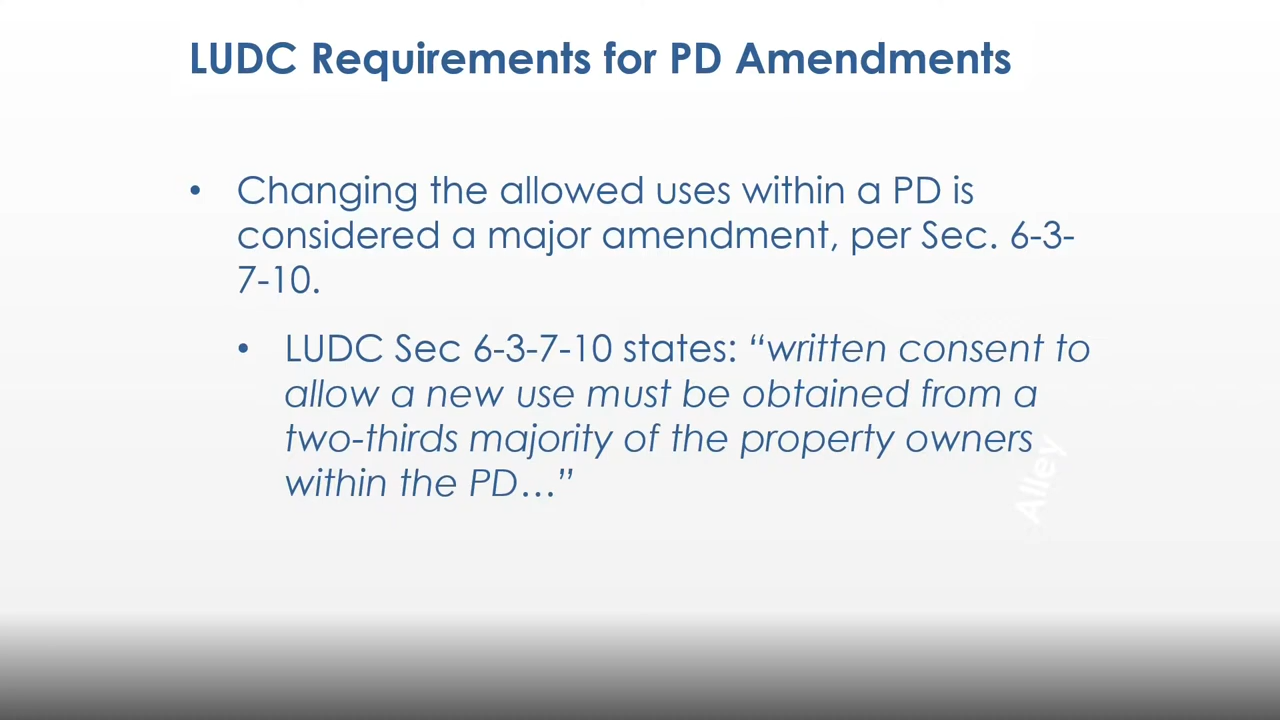 LUDC Requirements for PD Amendments
• Changing the allowed uses within a PD is
considered a major amendment, per Sec. 6-3-
7-10.
• LUDC Sec 6-3-7-10 states: “written consent to
allow a new use must be obtained from a
two-thirds majority of the property owners
within the PD…”
Alley